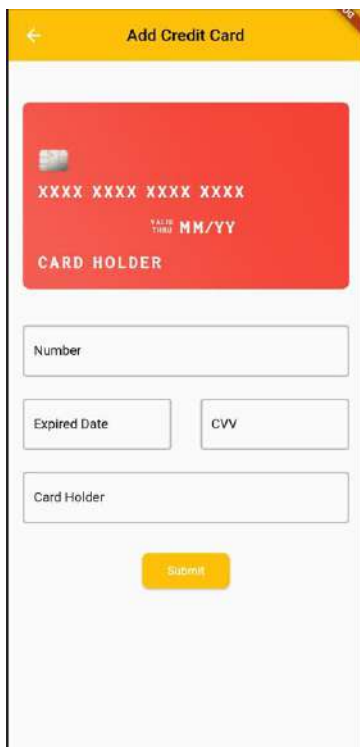 Add Credit Card
XXXX XXXX XXXX XXXX
VALID
THRU MM/YY
CARD HOLDER
Number
Expired Date CVV
Card Holder
Submit